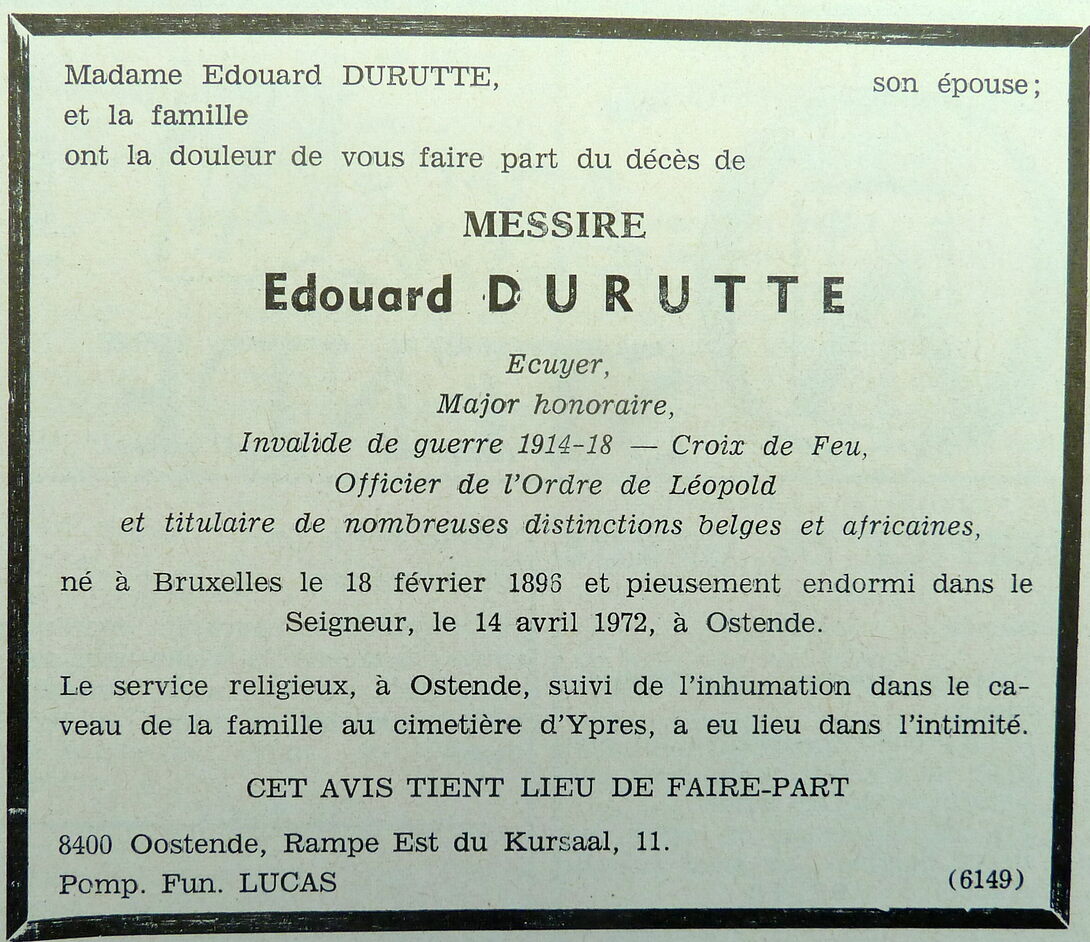 Madame Edouard DURUTTE, son épouse;
et la famille
ont la douleur de vous faire part du décès de
MESSIRE
Edouard DURUTTE
Ecuyer,
Major honoraire,
Invalide de guerre 1914-18 — Croix de Feu,
Officier de l'Ordre de Léopold
et titulaire de nombreuses distinctions belges et africaines,
né à Bruxelles le 18 février 1896 et pieusement endormi dans le
Seigneur, le 14 avril 1972, à Ostende.
Le service religieux, à Ostende, suivi de l'inhumation dans le ca-
veau de la famille au cimetière d'Ypres, a eu lieu dans l'intimité.
CET AVIS TIENT LIEU DE FAIRE-PART
8400 Oostende, Rampe Est du Kursaal, 11.
Pomp. Fun. LUCAS (6149)